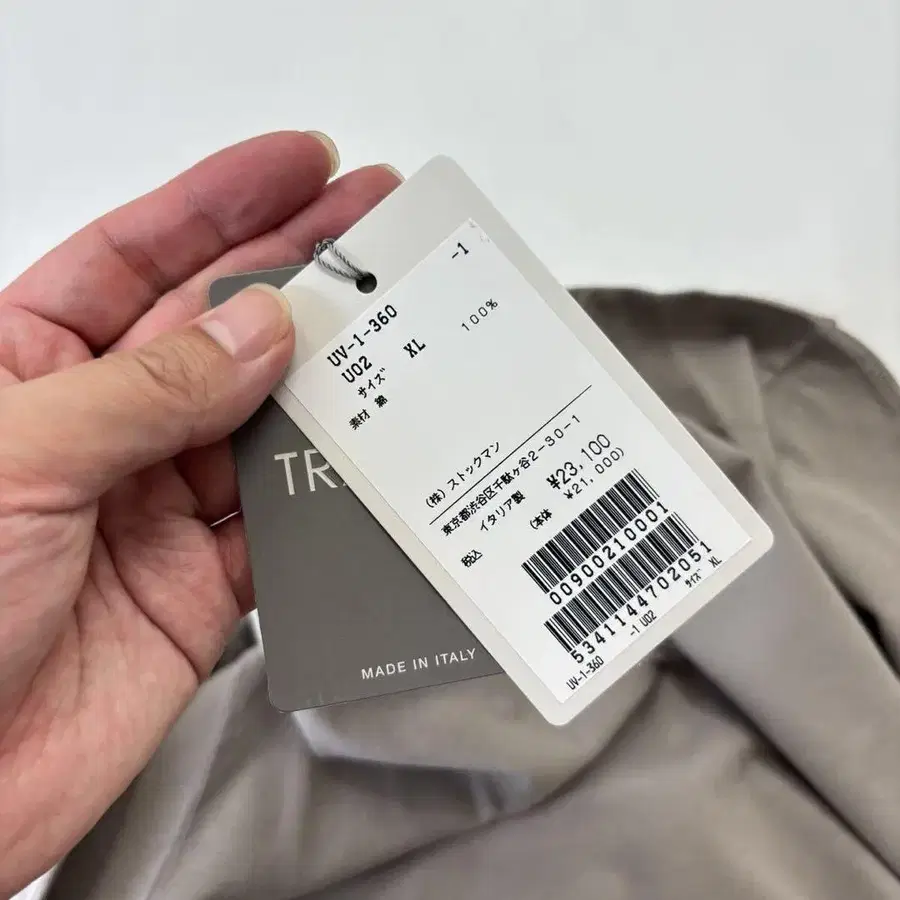 -1
UV-1-360
U02 XL
サイズ
素材 綿 100%
(株) ストックマン
東京都渋谷区千駄ヶ谷2-30-1
イタリア製
税込 ¥23,100
(本体 ¥21,000)
00900210001
5341144702051
UV-1-360 -1 U02 サイズ XL
MADE IN ITALY